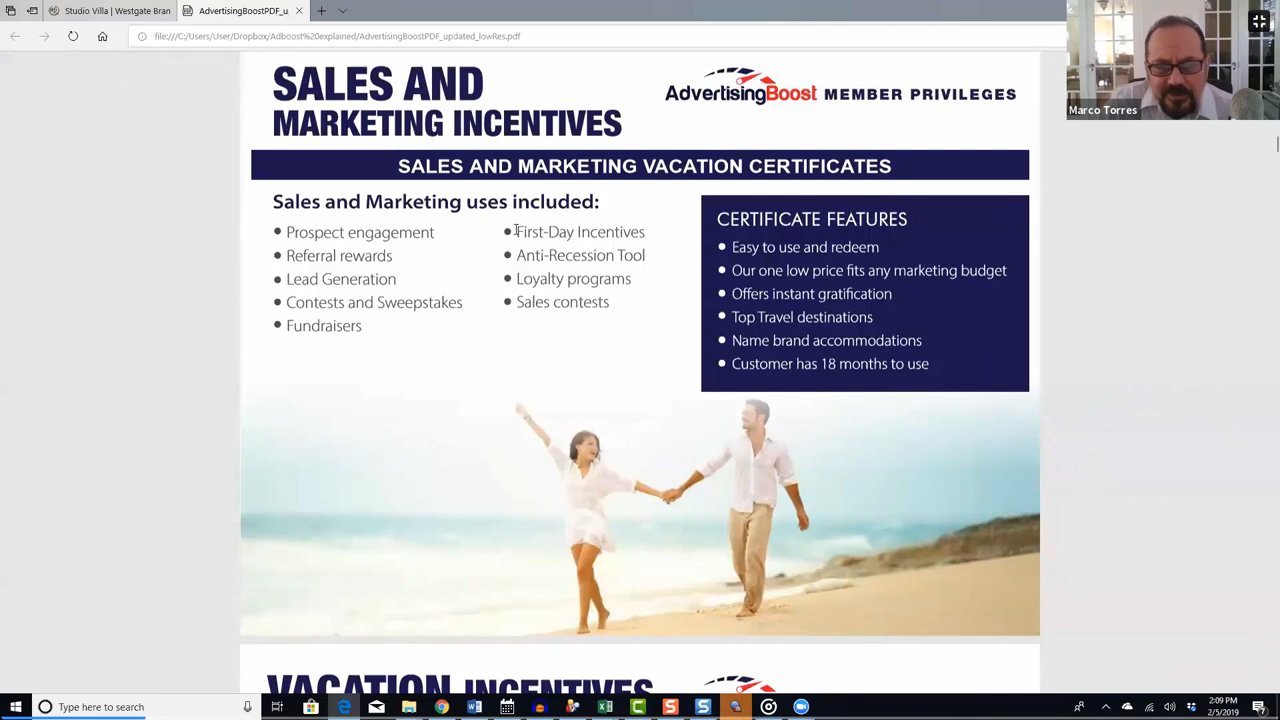 Studio Villa | Westgate Bran
AdvertisingBoostPDF_u
file:///C:/Users/User/Dropbox/Adboost%20explained/AdvertisingBoostPDF_updated_lowRes.pdf
Marco Torres
SALES AND
MARKETING INCENTIVES
AdvertisingBoost MEMBER PRIVILEGES
SALES AND MARKETING VACATION CERTIFICATES
Sales and Marketing uses included:
• Prospect engagement
• Referral rewards
• Lead Generation
• Contests and Sweepstakes
• Fundraisers
• First-Day Incentives
• Anti-Recession Tool
• Loyalty programs
• Sales contests
CERTIFICATE FEATURES
• Easy to use and redeem
• Our one low price fits any marketing budget
• Offers instant gratification
• Top Travel destinations
• Name brand accommodations
• Customer has 18 months to use
VACATION INCENTIVES
Type here to search
2:09 PM
2/5/2019